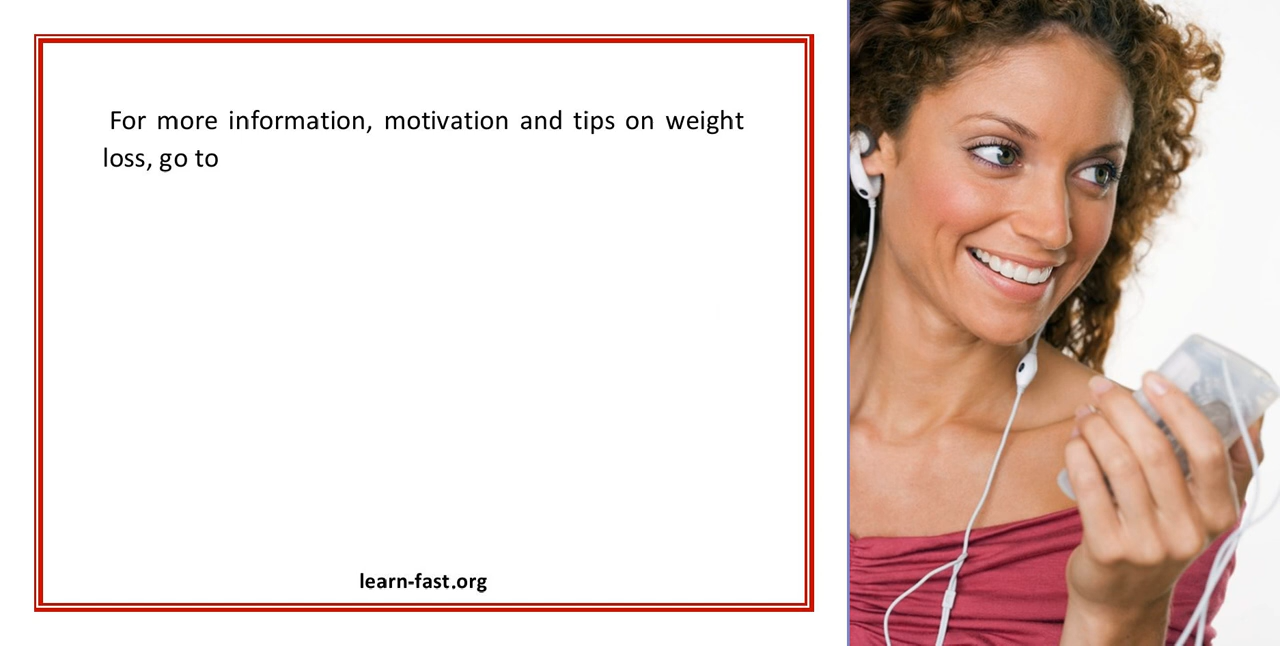 For more information, motivation and tips on weight
loss, go to
learn-fast.org